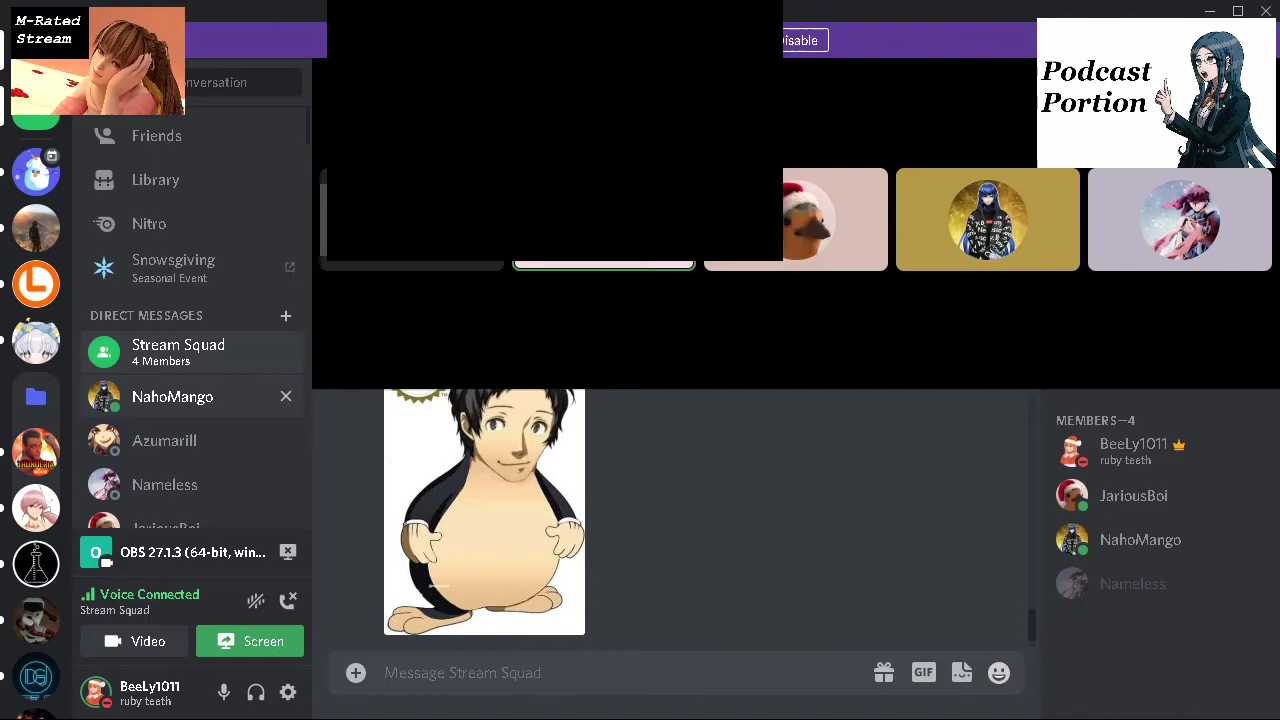 M-Rated
Stream
Disable
Podcast
Portion
onversation
Friends
Library
Nitro
Snowsgiving
Seasonal Event
DIRECT MESSAGES
Stream Squad
4 Members
NahoMango
Azumarill
Nameless
JariousBoi
OBS 27.1.3 (64-bit, win...
Voice Connected
Stream Squad
Video
Screen
BeeLy1011
ruby teeth
Message Stream Squad
GIF
MEMBERS—4
BeeLy1011
ruby teeth
JariousBoi
NahoMango
Nameless